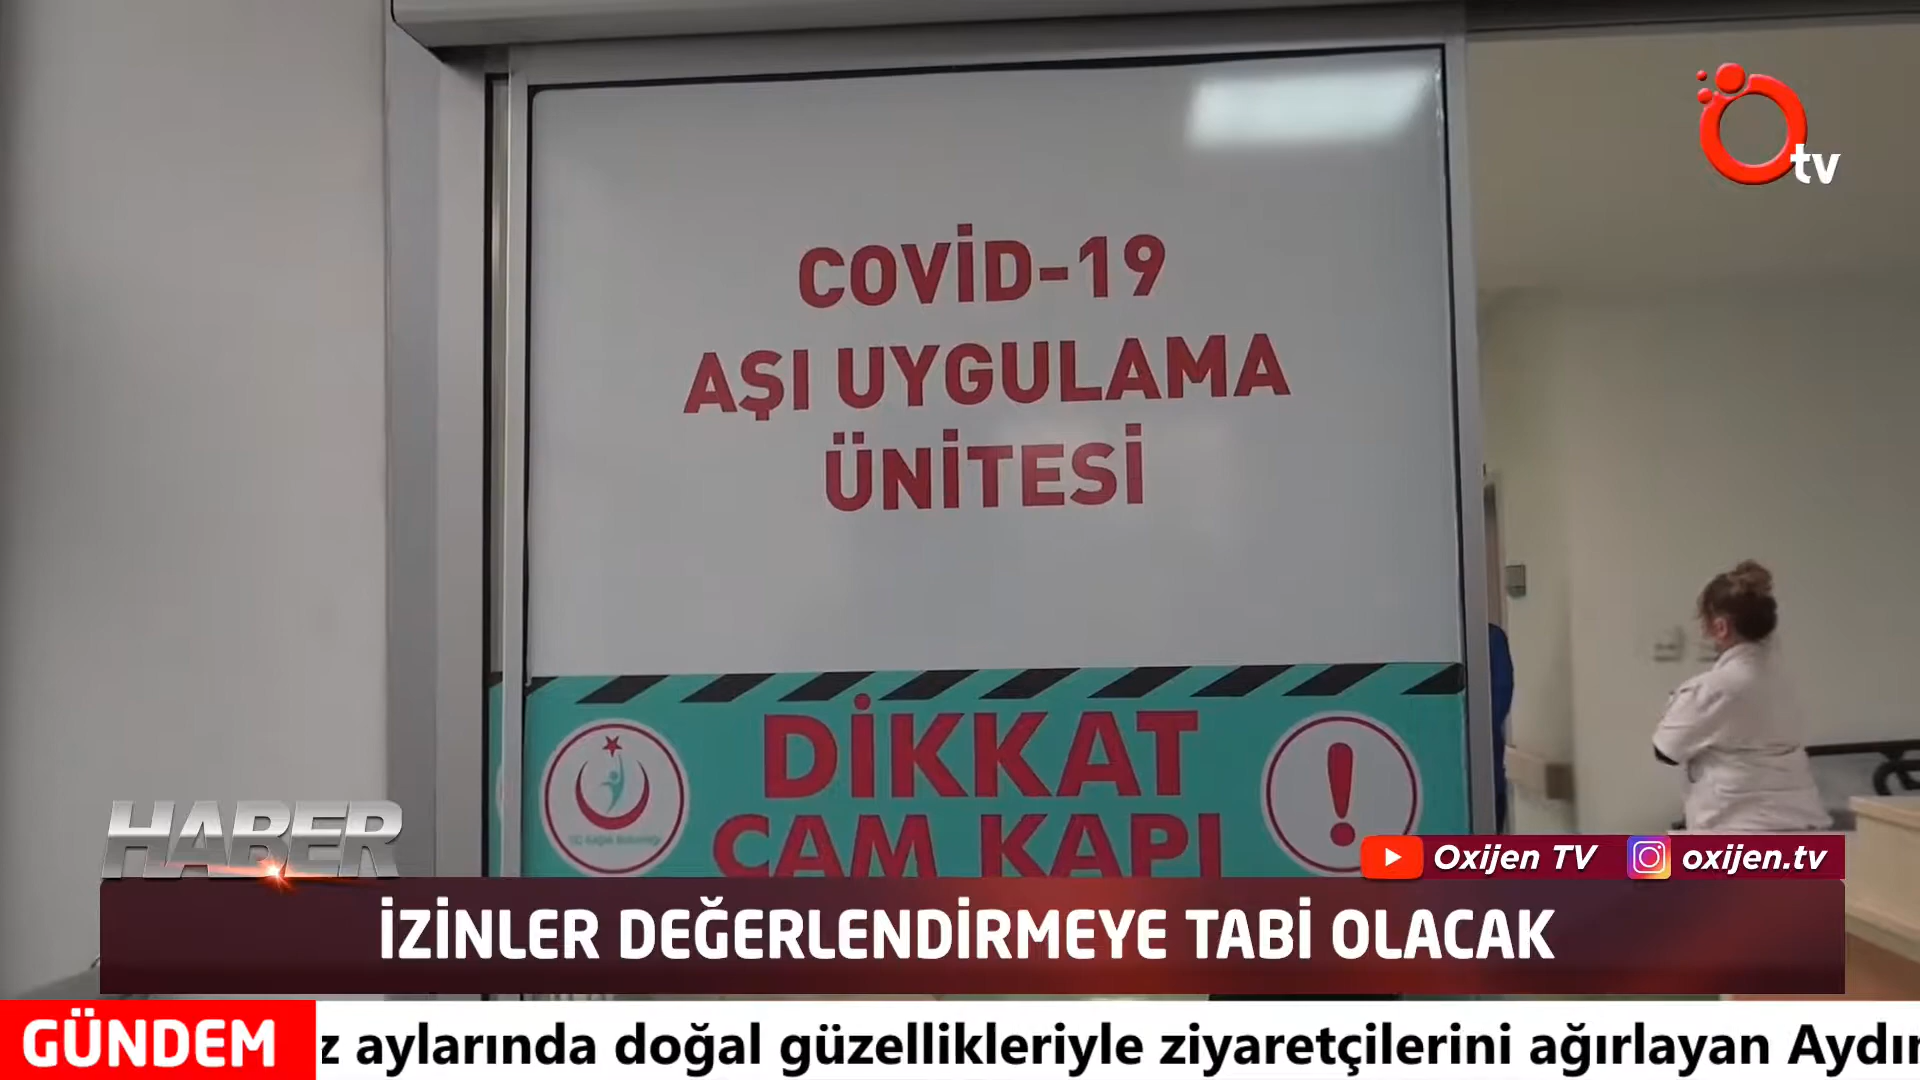 tv
COVİD-19
AŞI UYGULAMA
ÜNİTESİ
DİKKAT
CAM KAPI
HABER
Oxijen TV oxijen.tv
İZİNLER DEĞERLENDİRMEYE TABİ OLACAK
GÜNDEM z aylarında doğal güzellikleriyle ziyaretçilerini ağırlayan Aydın